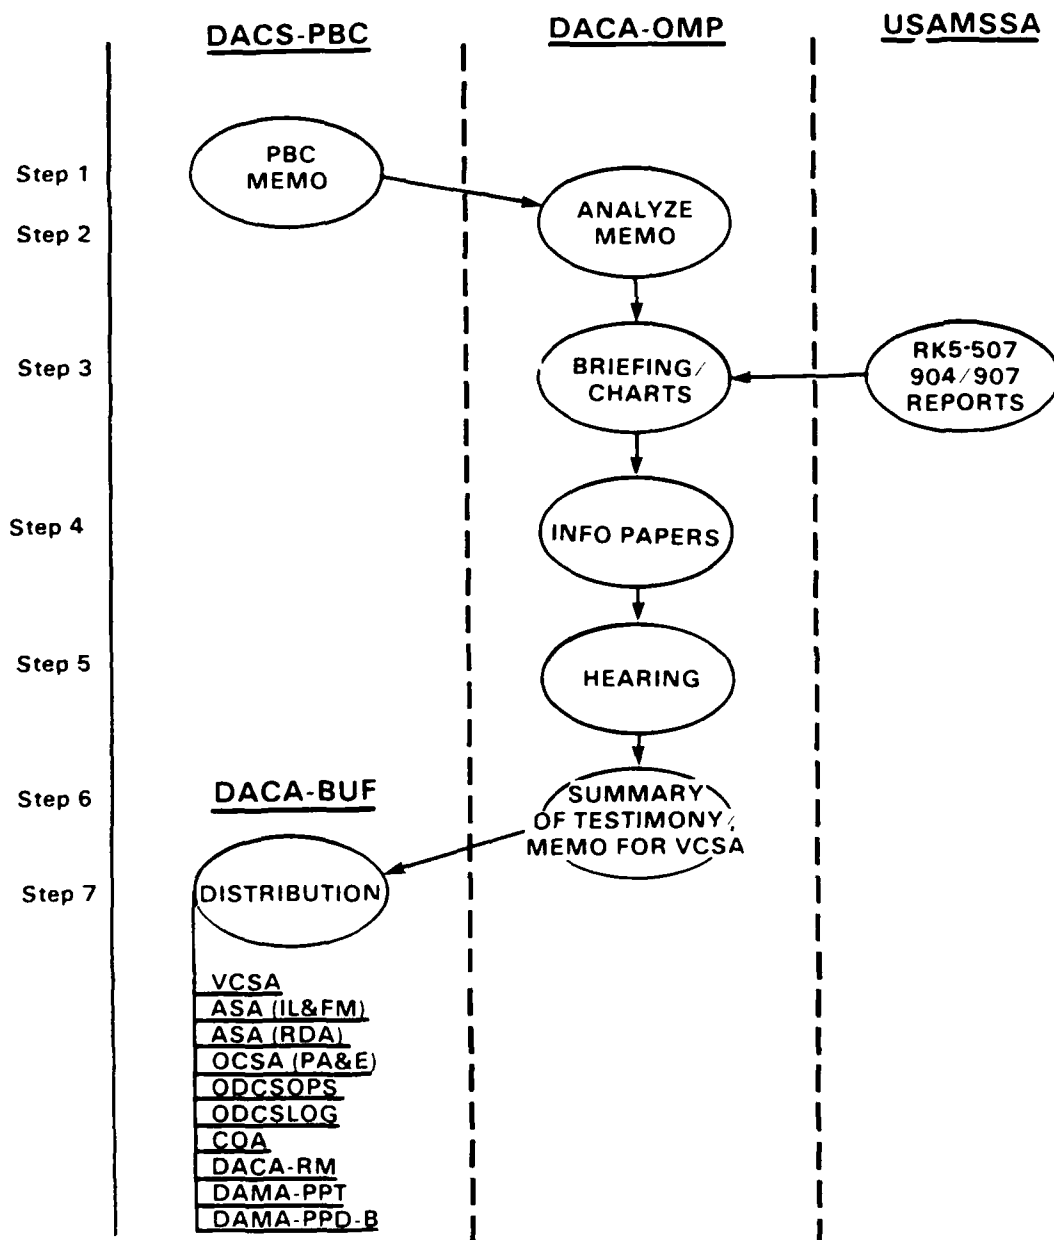 DACS-PBC
DACA-OMP
USAMSSA
Step 1
PBC
MEMO
Step 2
ANALYZE
MEMO
Step 3
BRIEFING/
CHARTS
RK5-507
904/907
REPORTS
Step 4
INFO PAPERS
Step 5
HEARING
Step 6
DACA-BUF
SUMMARY
OF TESTIMONY/
MEMO FOR VCSA
Step 7
DISTRIBUTION
VCSA
ASA (IL&FM)
ASA (RDA)
OCSA (PA&E)
ODCSOPS
ODCSLOG
COA
DACA-RM
DAMA-PPT
DAMA-PPD-B